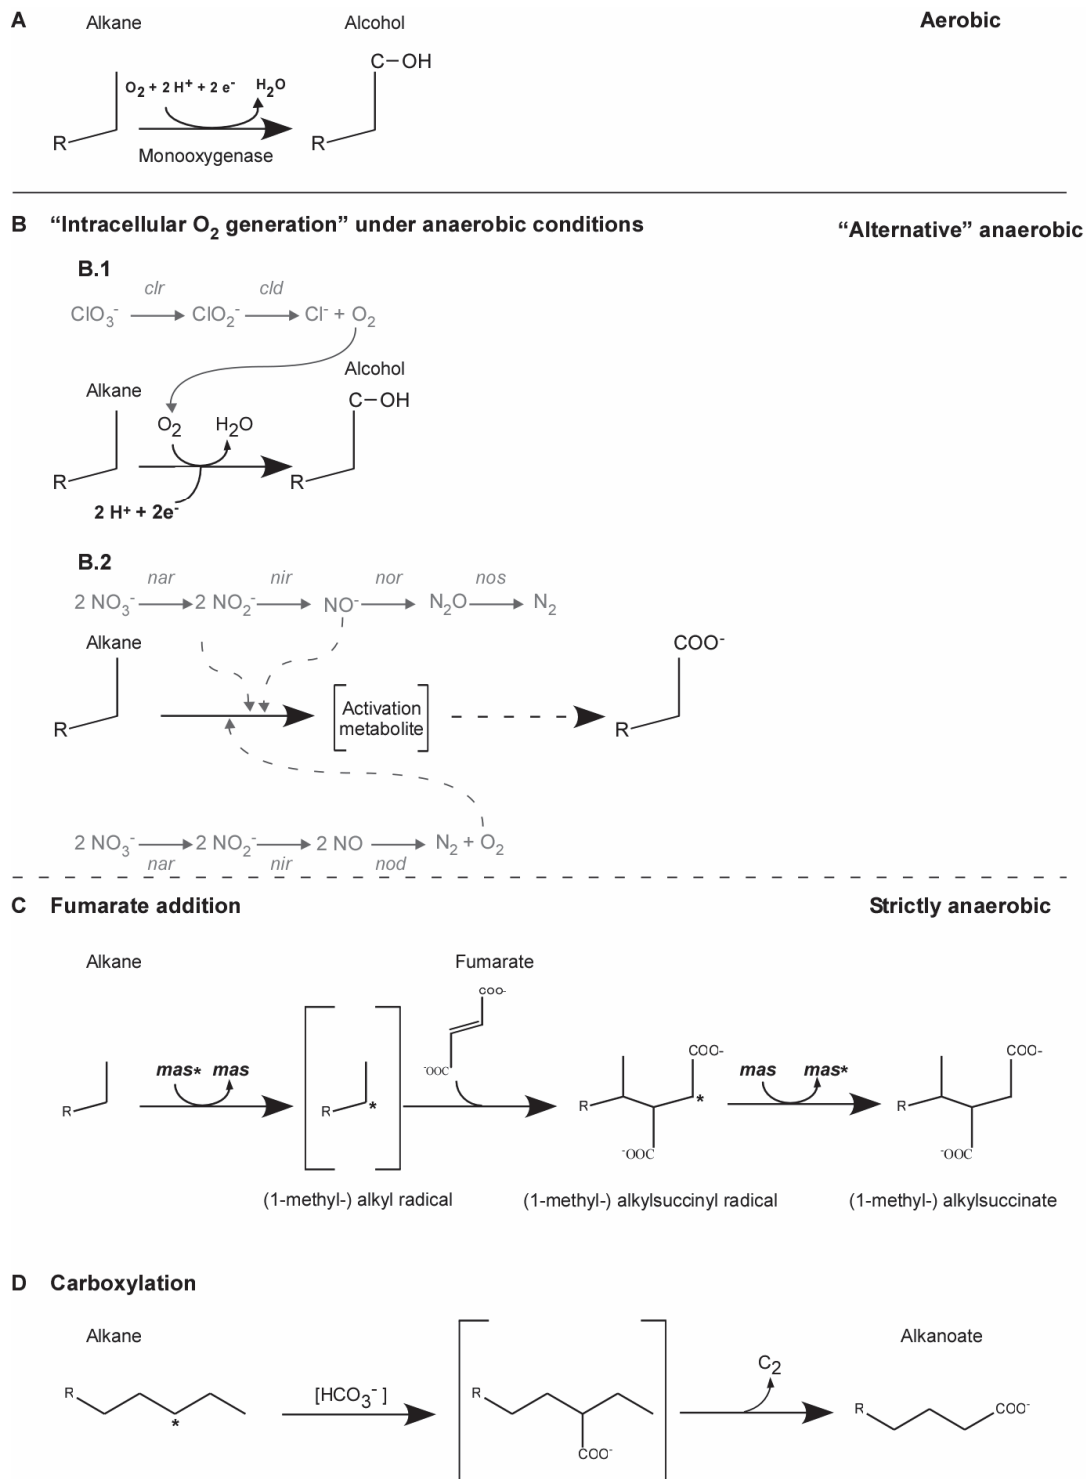 A Alkane Alcohol Aerobic
C–OH
O₂ + 2 H⁺ + 2 e⁻ H₂O
R R
Monooxygenase
B “Intracellular O₂ generation” under anaerobic conditions “Alternative” anaerobic
B.1
clr cld
ClO₃⁻ ClO₂⁻ Cl⁻ + O₂
Alkane Alcohol
C–OH
O₂ H₂O
R R
2 H⁺ + 2e⁻
B.2
nar nir nor nos
2 NO₃⁻ 2 NO₂⁻ NO⁻ N₂O N₂
Alkane COO⁻
Activation
metabolite
R R
2 NO₃⁻ 2 NO₂⁻ 2 NO N₂ + O₂
nar nir nod
C Fumarate addition Strictly anaerobic
Alkane Fumarate
COO-
⁻OOC
mas* mas COO- mas mas* COO-
R R * R * R
⁻OOC ⁻OOC
(1-methyl-) alkyl radical (1-methyl-) alkylsuccinyl radical (1-methyl-) alkylsuccinate
D Carboxylation
Alkane Alkanoate
C₂
R [HCO₃⁻ ] R R COO⁻
*
COO⁻